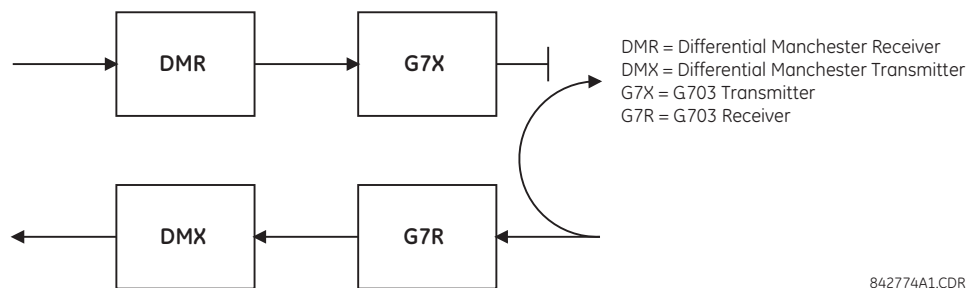 DMR
G7X
DMR = Differential Manchester Receiver
DMX = Differential Manchester Transmitter
G7X = G703 Transmitter
G7R = G703 Receiver
DMX
G7R
842774A1.CDR